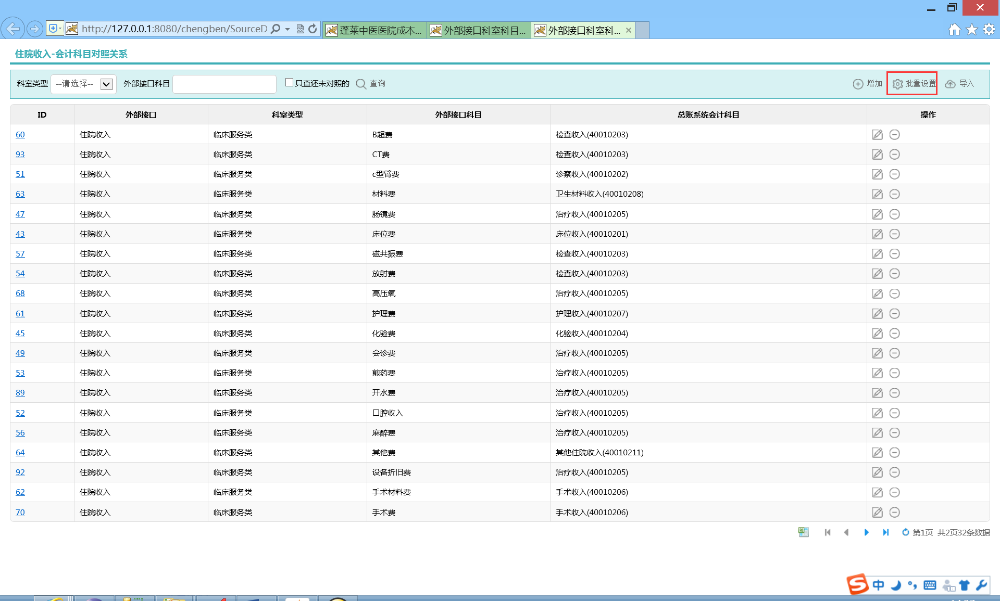 http://127.0.0.1:8080/chengben/SourceD
蓬莱中医医院成本... 外部接口科室科目... 外部接口科室科...
住院收入-会计科目对照关系
科室类型 --请选择-- 外部接口科目 只查还未对照的 查询 增加 批量设置 导入
ID 外部接口 科室类型 外部接口科目 总账系统会计科目 操作
60 住院收入 临床服务类 B超费 检查收入(40010203)
93 住院收入 临床服务类 CT费 检查收入(40010203)
51 住院收入 临床服务类 c型臂费 诊察收入(40010202)
63 住院收入 临床服务类 材料费 卫生材料收入(40010208)
47 住院收入 临床服务类 肠镜费 治疗收入(40010205)
43 住院收入 临床服务类 床位费 床位收入(40010201)
57 住院收入 临床服务类 磁共振费 检查收入(40010203)
54 住院收入 临床服务类 放射费 检查收入(40010203)
68 住院收入 临床服务类 高压氧 治疗收入(40010205)
61 住院收入 临床服务类 护理费 护理收入(40010207)
45 住院收入 临床服务类 化验费 化验收入(40010204)
49 住院收入 临床服务类 会诊费 治疗收入(40010205)
53 住院收入 临床服务类 煎药费 治疗收入(40010205)
89 住院收入 临床服务类 开水费 治疗收入(40010205)
52 住院收入 临床服务类 口腔收入 治疗收入(40010205)
56 住院收入 临床服务类 麻醉费 治疗收入(40010205)
64 住院收入 临床服务类 其他费 其他住院收入(40010211)
92 住院收入 临床服务类 设备折旧费 治疗收入(40010205)
62 住院收入 临床服务类 手术材料费 手术收入(40010206)
70 住院收入 临床服务类 手术费 手术收入(40010206)
第1页 共2页32条数据
中